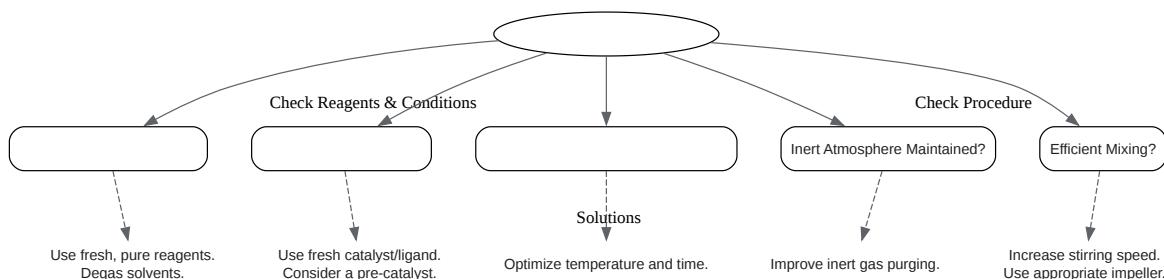 Check Reagents & Conditions
Check Procedure
Inert Atmosphere Maintained?
Efficient Mixing?
Solutions
Use fresh, pure reagents.
Degas solvents.
Use fresh catalyst/ligand.
Consider a pre-catalyst.
Optimize temperature and time.
Improve inert gas purging.
Increase stirring speed.
Use appropriate impeller.